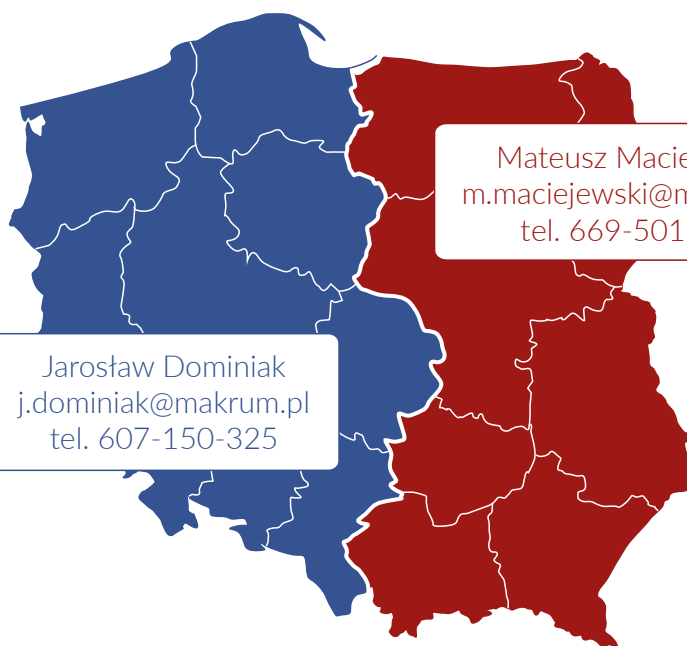 Mateusz Macie
m.maciejewski@m
tel. 669-501
Jarosław Dominiak
j.dominiak@makrum.pl
tel. 607-150-325